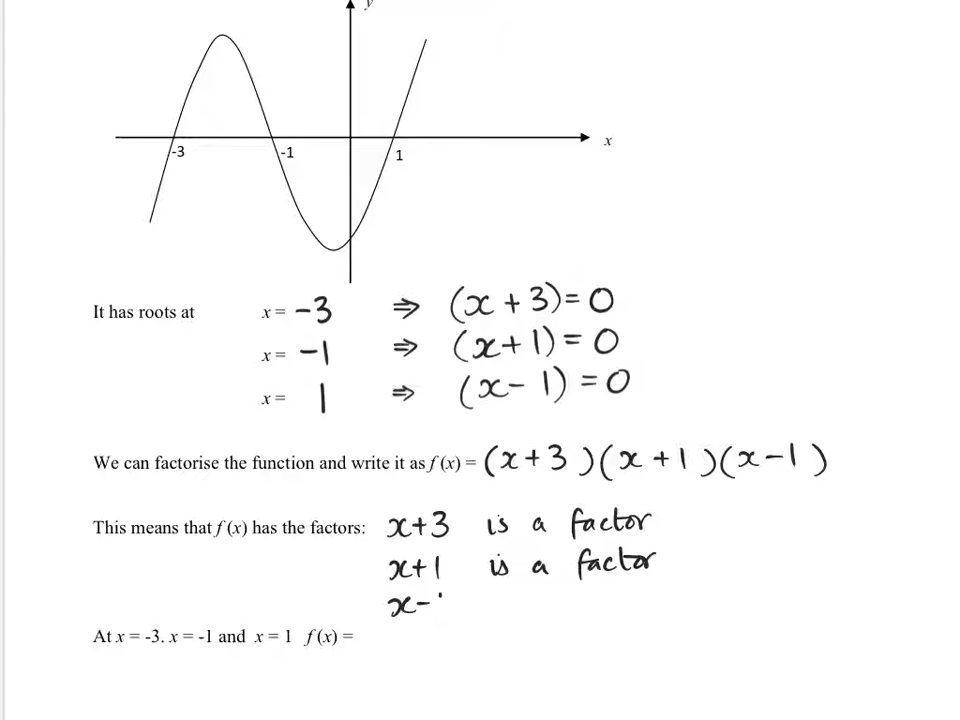 y
x
-3 -1 1
It has roots at x = -3 ⇒ (x + 3) = 0
x = -1 ⇒ (x + 1) = 0
x = 1 ⇒ (x - 1) = 0
We can factorise the function and write it as f (x) = (x + 3)(x + 1)(x - 1)
This means that f (x) has the factors: x+3 is a factor
x+1 is a factor
x-
At x = -3. x = -1 and x = 1 f (x) =